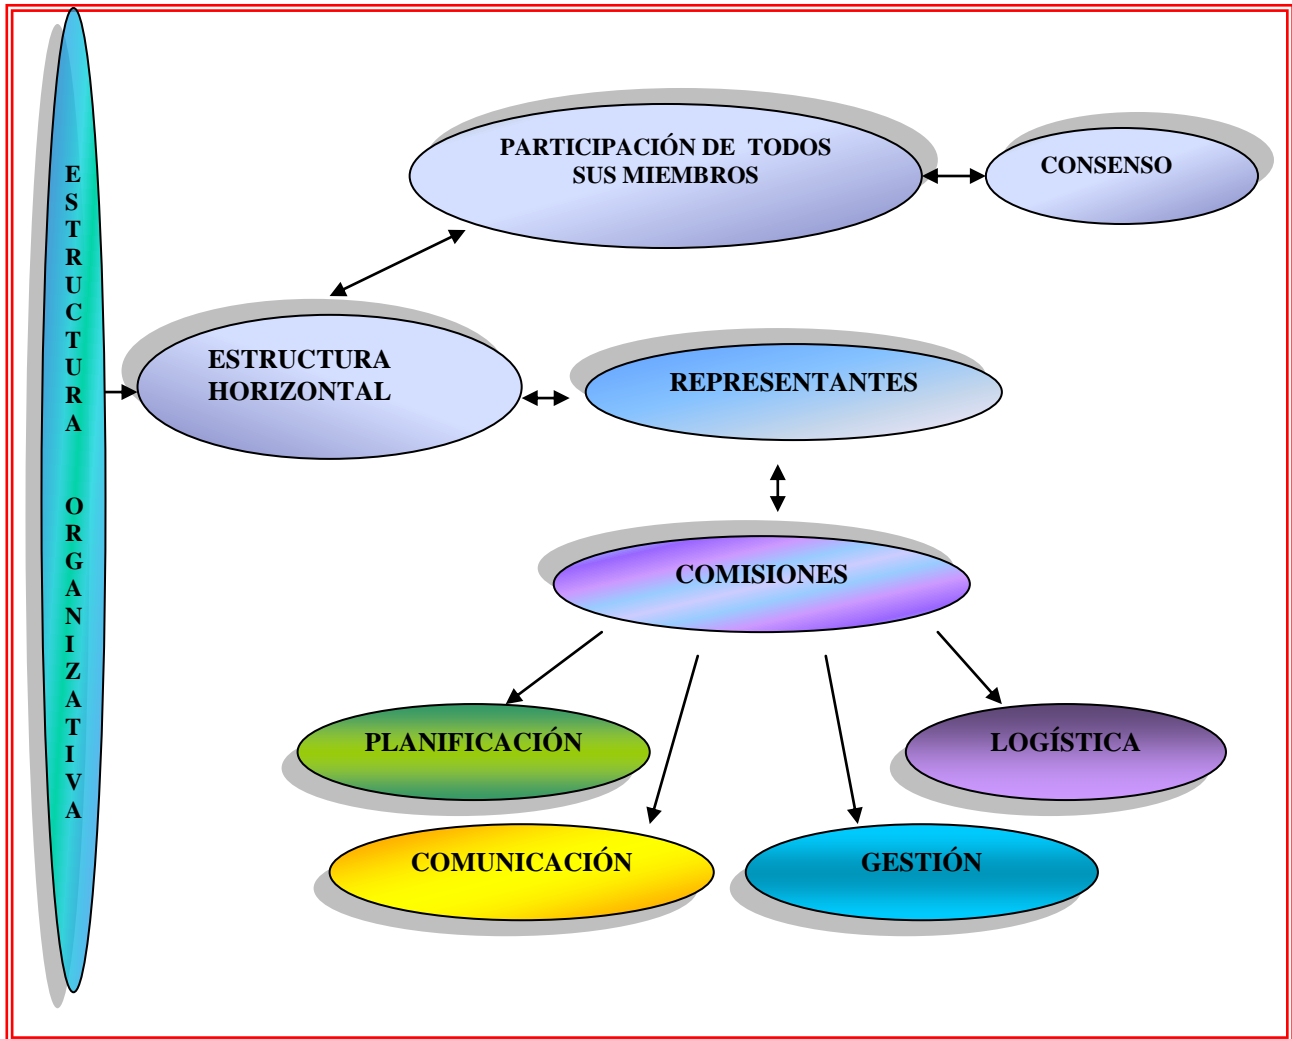 ESTRUCTURA ORGANIZATIVA
PARTICIPACIÓN DE TODOS
SUS MIEMBROS
CONSENSO
ESTRUCTURA
HORIZONTAL
REPRESENTANTES
COMISIONES
PLANIFICACIÓN
LOGÍSTICA
COMUNICACIÓN
GESTIÓN